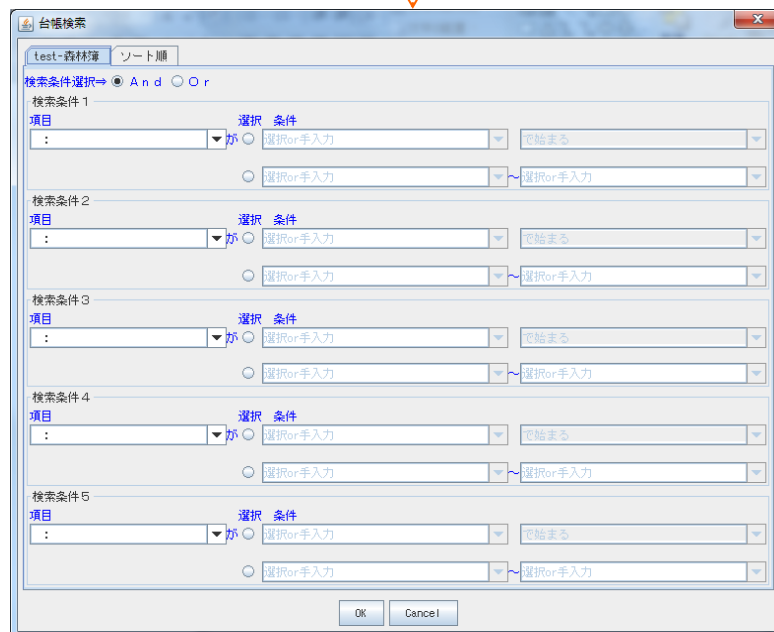 台帳検索
test-森林簿 ソート順
検索条件選択⇒ And Or
検索条件1
項目 選択 条件
: が 選択or手入力 で始まる
選択or手入力 ～ 選択or手入力
検索条件2
項目 選択 条件
: が 選択or手入力 で始まる
選択or手入力 ～ 選択or手入力
検索条件3
項目 選択 条件
: が 選択or手入力 で始まる
選択or手入力 ～ 選択or手入力
検索条件4
項目 選択 条件
: が 選択or手入力 で始まる
選択or手入力 ～ 選択or手入力
検索条件5
項目 選択 条件
: が 選択or手入力 で始まる
選択or手入力 ～ 選択or手入力
OK Cancel